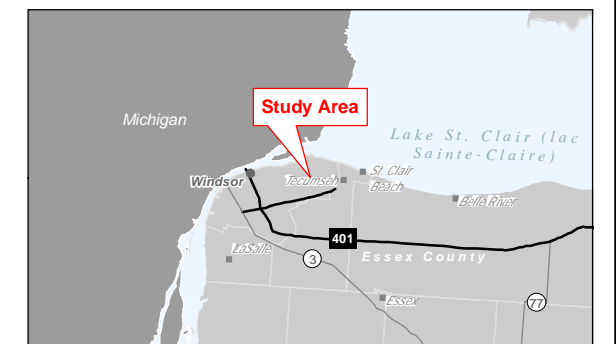 Michigan
Study Area
Lake St. Clair (lac
Sainte-Claire)
Windsor
Tecumseh
St. Clair
Beach
Belle River
LaSalle
401
3
Essex County
Essex
77